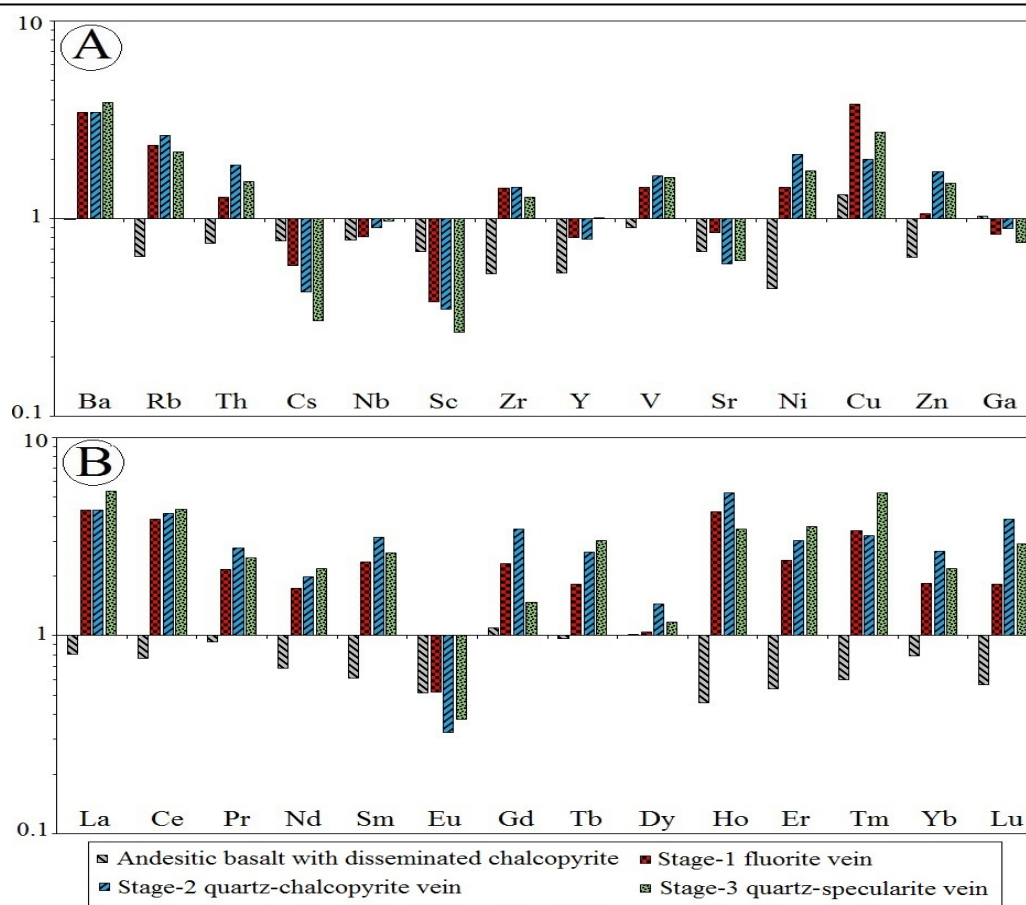 10
A
1
Ba Rb Th Cs Nb Sc Zr Y V Sr Ni Cu Zn Ga
0.1
10
B
1
La Ce Pr Nd Sm Eu Gd Tb Dy Ho Er Tm Yb Lu
0.1
Andesitic basalt with disseminated chalcopyrite Stage-1 fluorite vein
Stage-2 quartz-chalcopyrite vein Stage-3 quartz-specularite vein